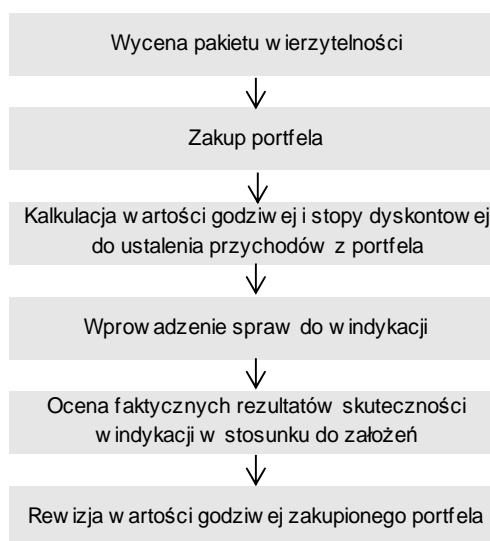 Wycena pakietu wierzytelności
Zakup portfela
Kalkulacja wartości godziwej i stopy dyskontowej
do ustalenia przychodów z portfela
Wprowadzenie spraw do windykacji
Ocena faktycznych rezultatów skuteczności
windykacji w stosunku do założeń
Rewizja wartości godziwej zakupionego portfela